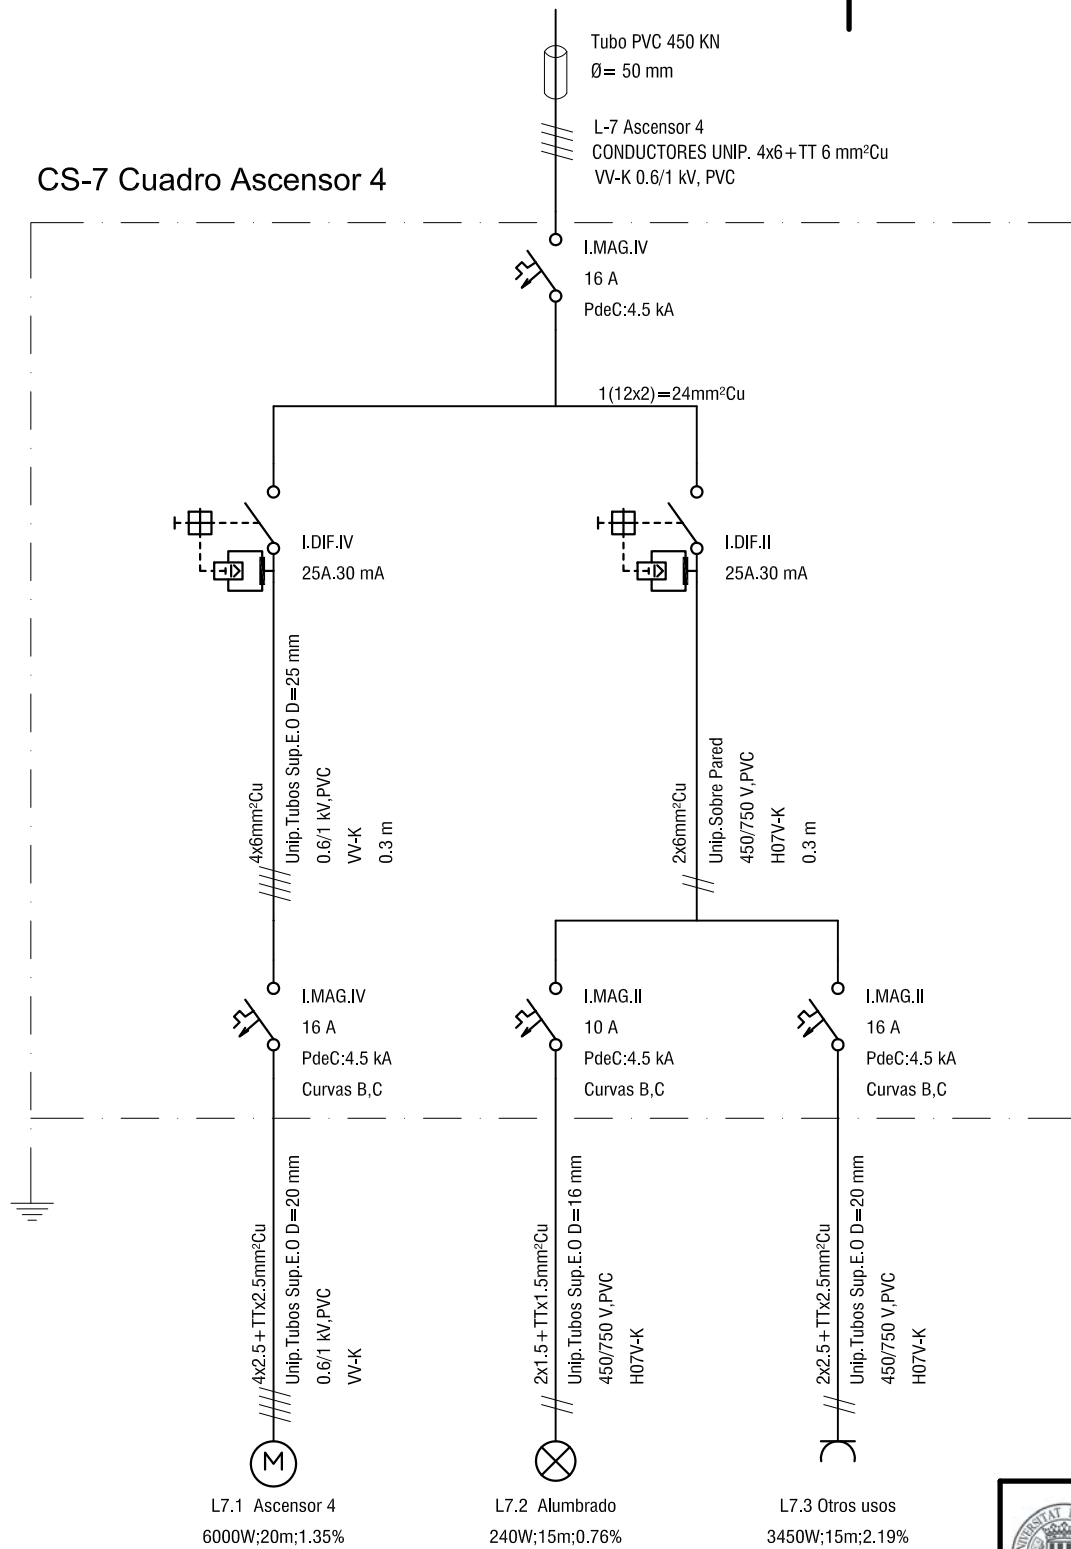 Tubo PVC 450 KN
Ø= 50 mm
L-7 Ascensor 4
CONDUCTORES UNIP. 4x6+TT 6 mm²Cu
VV-K 0.6/1 kV, PVC
CS-7 Cuadro Ascensor 4
I.MAG.IV
16 A
PdeC:4.5 kA
1(12x2)=24mm²Cu
I.DIF.IV
25A.30 mA
I.DIF.II
25A.30 mA
4x6mm²Cu
Unip.Tubos Sup.E.O D=25 mm
0.6/1 kV,PVC
VV-K
0.3 m
2x6mm²Cu
Unip.Sobre Pared
450/750 V,PVC
H07V-K
0.3 m
I.MAG.IV
16 A
PdeC:4.5 kA
Curvas B,C
I.MAG.II
10 A
PdeC:4.5 kA
Curvas B,C
I.MAG.II
16 A
PdeC:4.5 kA
Curvas B,C
4x2.5+TTx2.5mm²Cu
Unip.Tubos Sup.E.O D=20 mm
0.6/1 kV,PVC
VV-K
2x1.5+TTx1.5mm²Cu
Unip.Tubos Sup.E.O D=16 mm
450/750 V,PVC
H07V-K
2x2.5+TTx2.5mm²Cu
Unip.Tubos Sup.E.O D=20 mm
450/750 V,PVC
H07V-K
M
L7.1 Ascensor 4
6000W;20m;1.35%
L7.2 Alumbrado
240W;15m;0.76%
L7.3 Otros usos
3450W;15m;2.19%